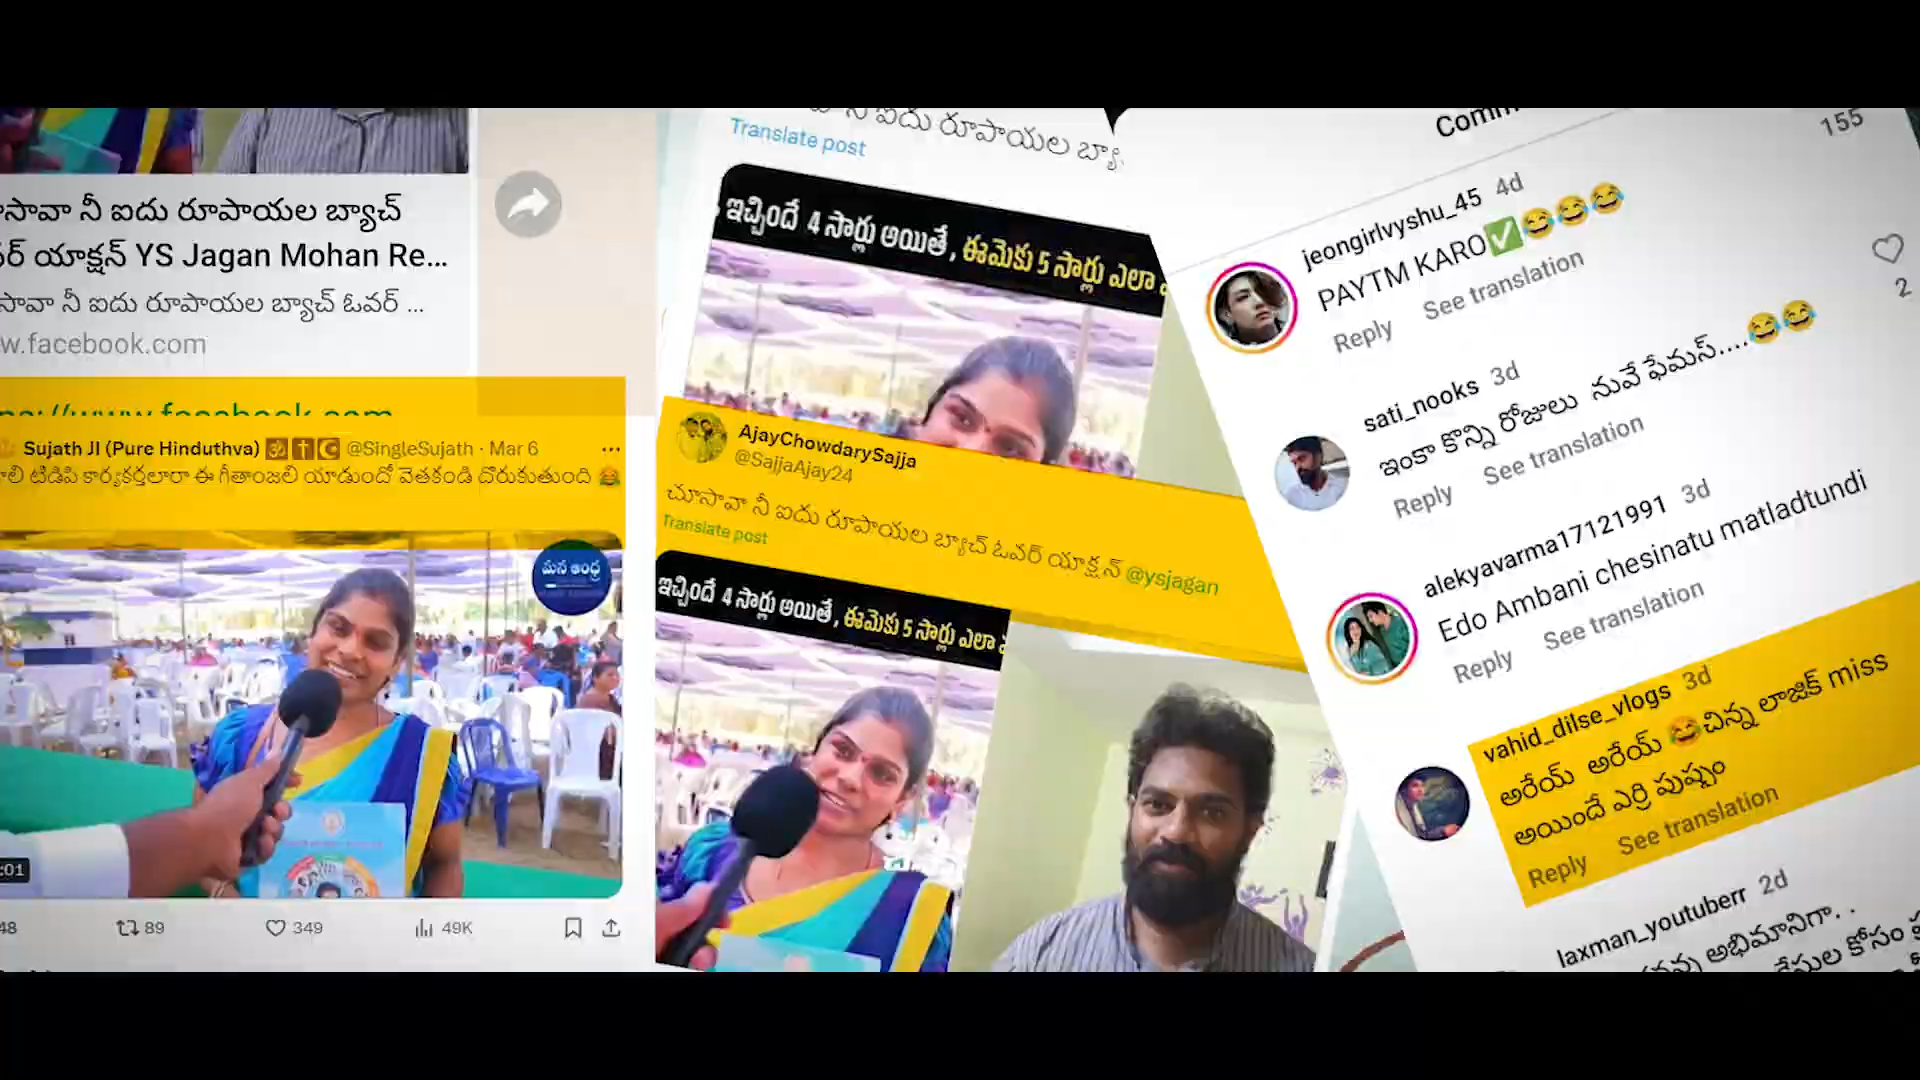 నీ ఐదు రూపాయల బ్యాచ్
యాక్షన్ YS Jagan Mohan Re...
నీ ఐదు రూపాయల బ్యాచ్ ఓవర్ ...
w.facebook.com
Sujath JI (Pure Hinduthva) 🕉✝☪ @SingleSujath · Mar 6 ...
టిడిపి కార్యకర్తలారా ఈ గీతాంజలి యాడుందో వెతకండి దొరుకుతుంది 😂
మన ఆంధ్ర
:01
48 89 349 49K
ఐదు రూపాయల
Translate post
ఇచ్చిందే 4 సార్లు అయితే, ఈమెకు 5 సార్లు ఎలా
AjayChowdarySajja
@SajjaAjay24
చూసావా నీ ఐదు రూపాయల బ్యాచ్ ఓవర్ యాక్షన్ @ysjagan
Translate post
ఇచ్చిందే 4 సార్లు అయితే, ఈమెకు 5 సార్లు ఎలా
155
jeongirlvyshu_45 4d
PAYTM KARO✅😂😂😂
Reply See translation
2
sati_nooks 3d
ఇంకా కొన్ని రోజులు నువే ఫేమస్....😂😂
Reply See translation
alekyavarma17121991 3d
Edo Ambani chesinatu matladtundi
Reply See translation
vahid_dilse_vlogs 3d
అరేయ్ అరేయ్ 😂చిన్న లాజిక్ miss
అయిందే ఎర్రి పుష్పం
Reply See translation
laxman_youtuberr 2d
అభిమానిగా. .
కోసం